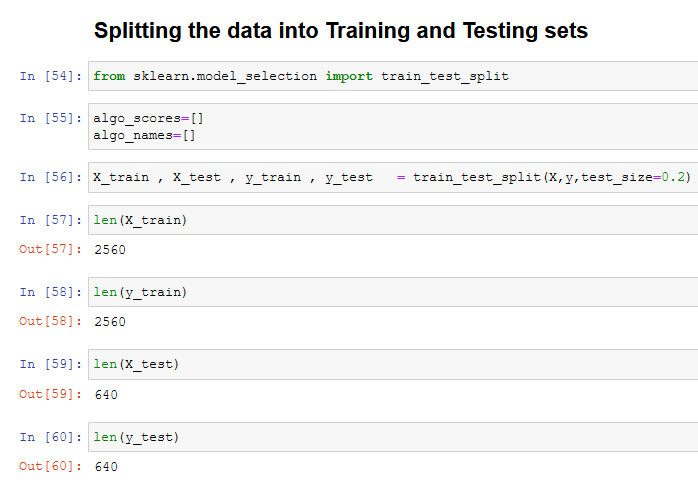 Splitting the data into Training and Testing sets
In [54]: from sklearn.model_selection import train_test_split
In [55]: algo_scores=[]
algo_names=[]
In [56]: X_train , X_test , y_train , y_test   = train_test_split(X,y,test_size=0.2)
In [57]: len(X_train)
Out[57]: 2560
In [58]: len(y_train)
Out[58]: 2560
In [59]: len(X_test)
Out[59]: 640
In [60]: len(y_test)
Out[60]: 640